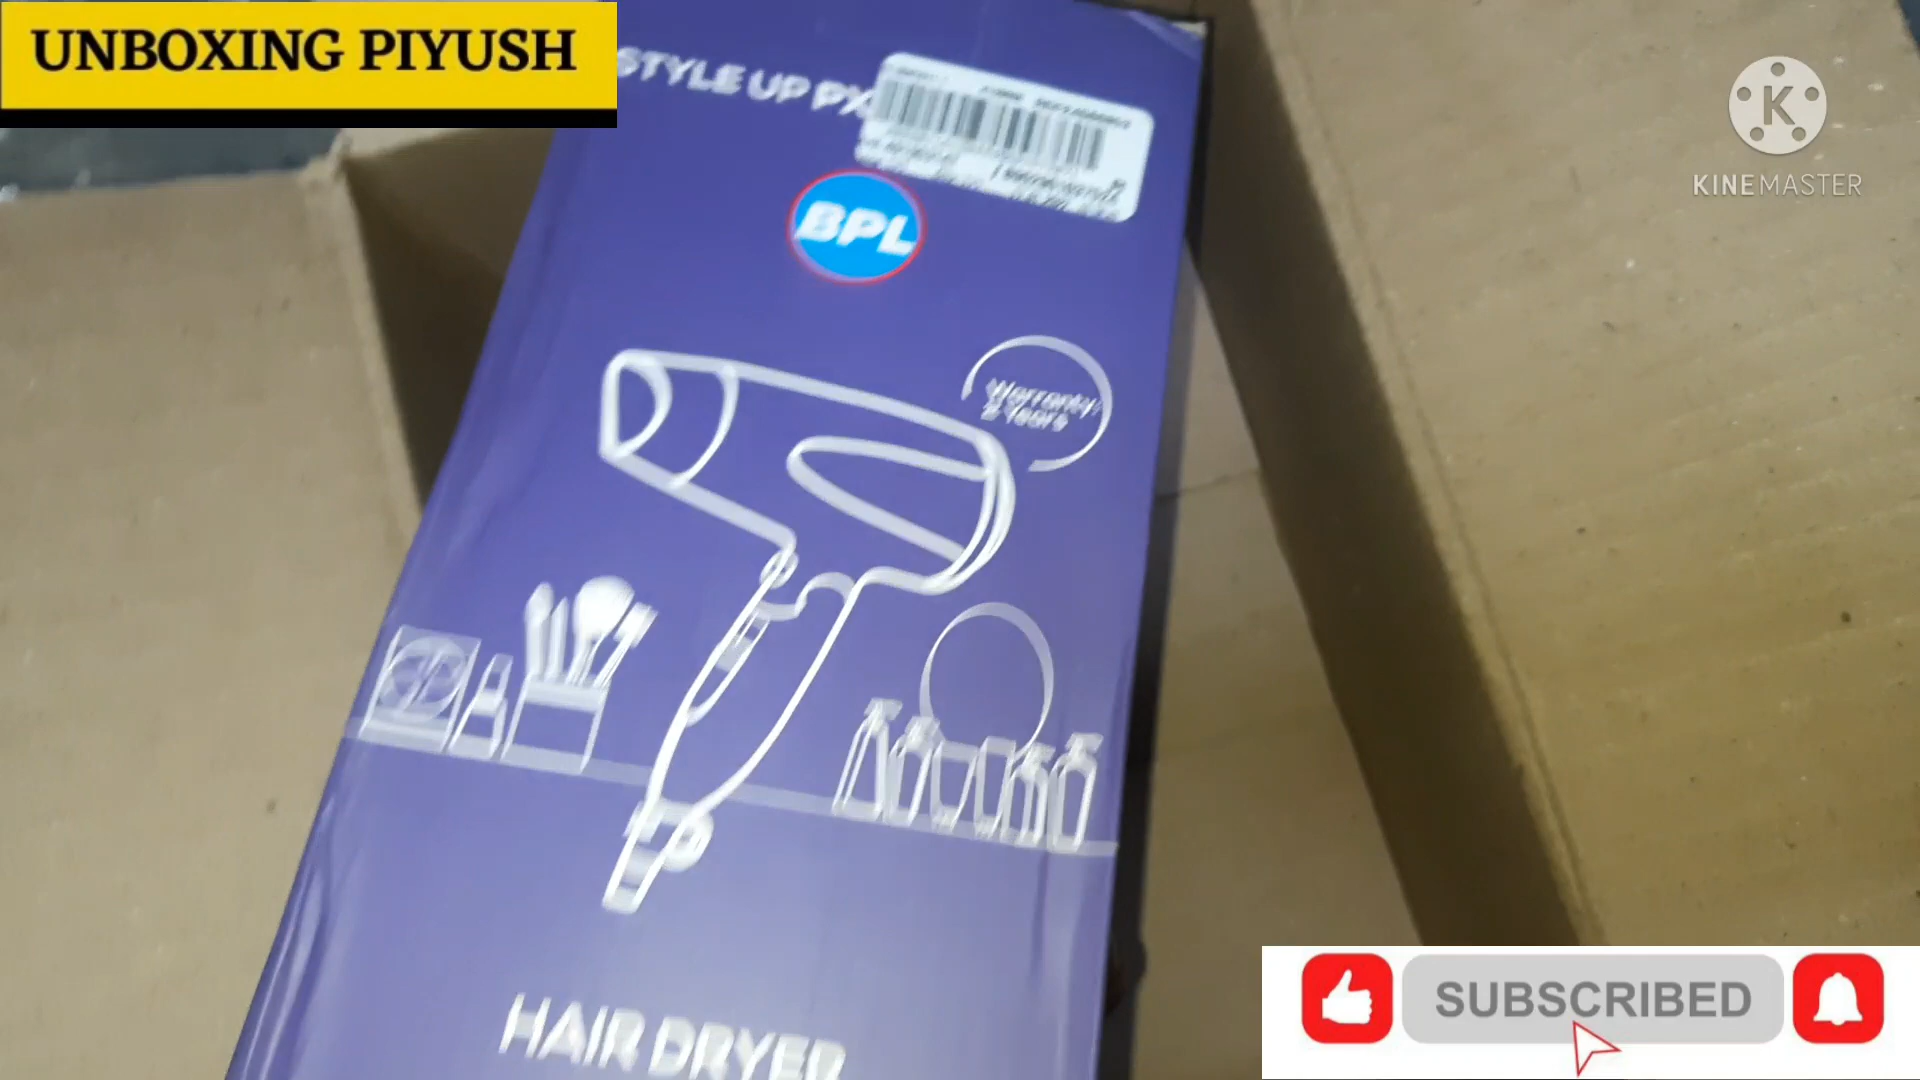 UNBOXING PIYUSH
STYLE UP PX
BPL
Warranty:
2 Years
HAIR DRYER
K
KINEMASTER
SUBSCRIBED